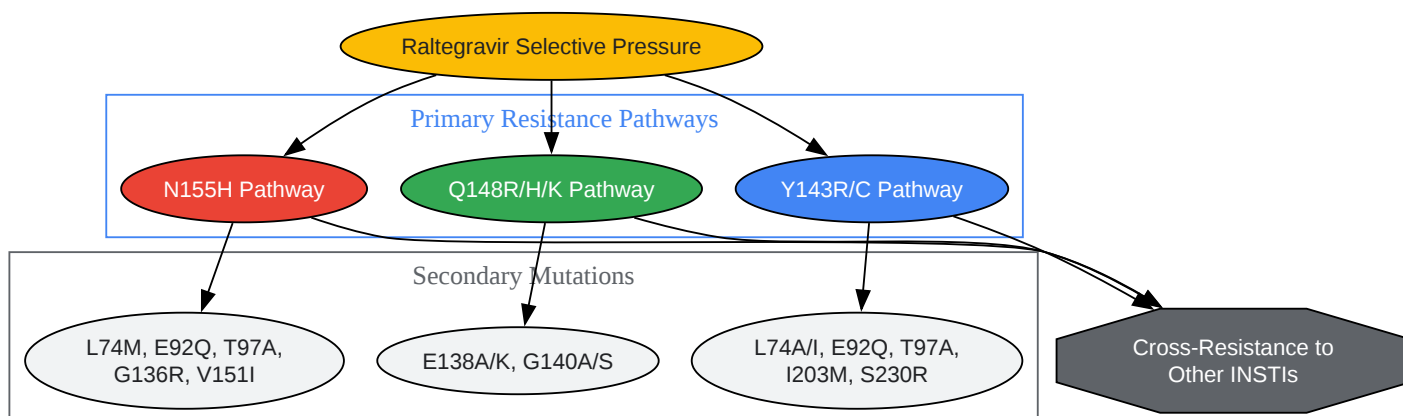 Raltegravir Selective Pressure
Primary Resistance Pathways
N155H Pathway
Q148R/H/K Pathway
Y143R/C Pathway
Secondary Mutations
L74M, E92Q, T97A,
G136R, V151I
E138A/K, G140A/S
L74A/I, E92Q, T97A,
I203M, S230R
Cross-Resistance to
Other INSTIs